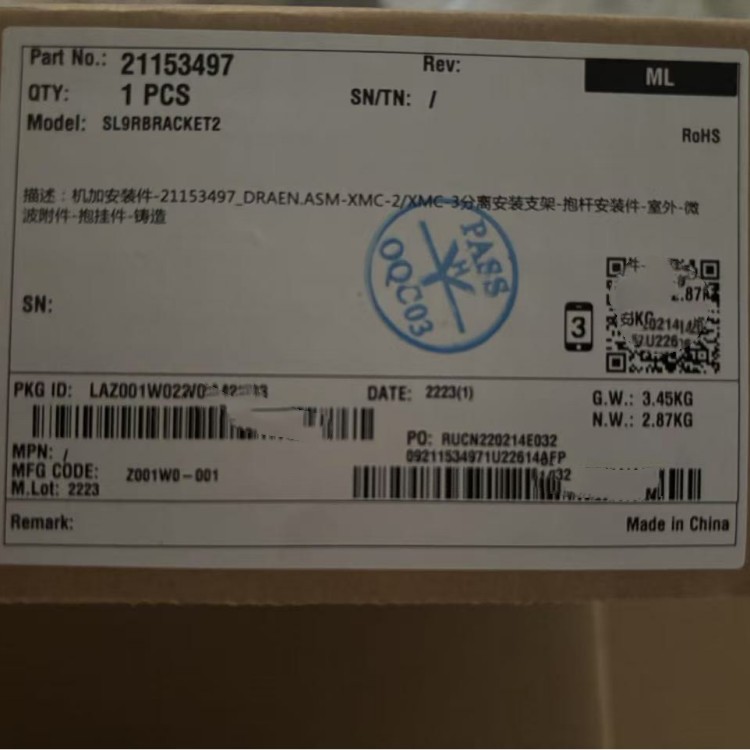 Part No.: 21153497
Rev:
ML
QTY: 1 PCS
SN/TN: /
Model: SL9RBRACKET2
RoHS
描述：机加安装件-21153497_DRAEN.ASM-XMC-2/XMC-3分离安装支架-抱杆安装件-室外-微
波附件-抱挂件-铸造
PASS
OQC03
SN:
3
PKG ID:
DATE: 2223(1)
G.W.: 3.45KG
N.W.: 2.87KG
PO: RUCN220214E032
MPN: /
MFG CODE: Z001W0-001
M.Lot: 2223
Remark:
Made in China